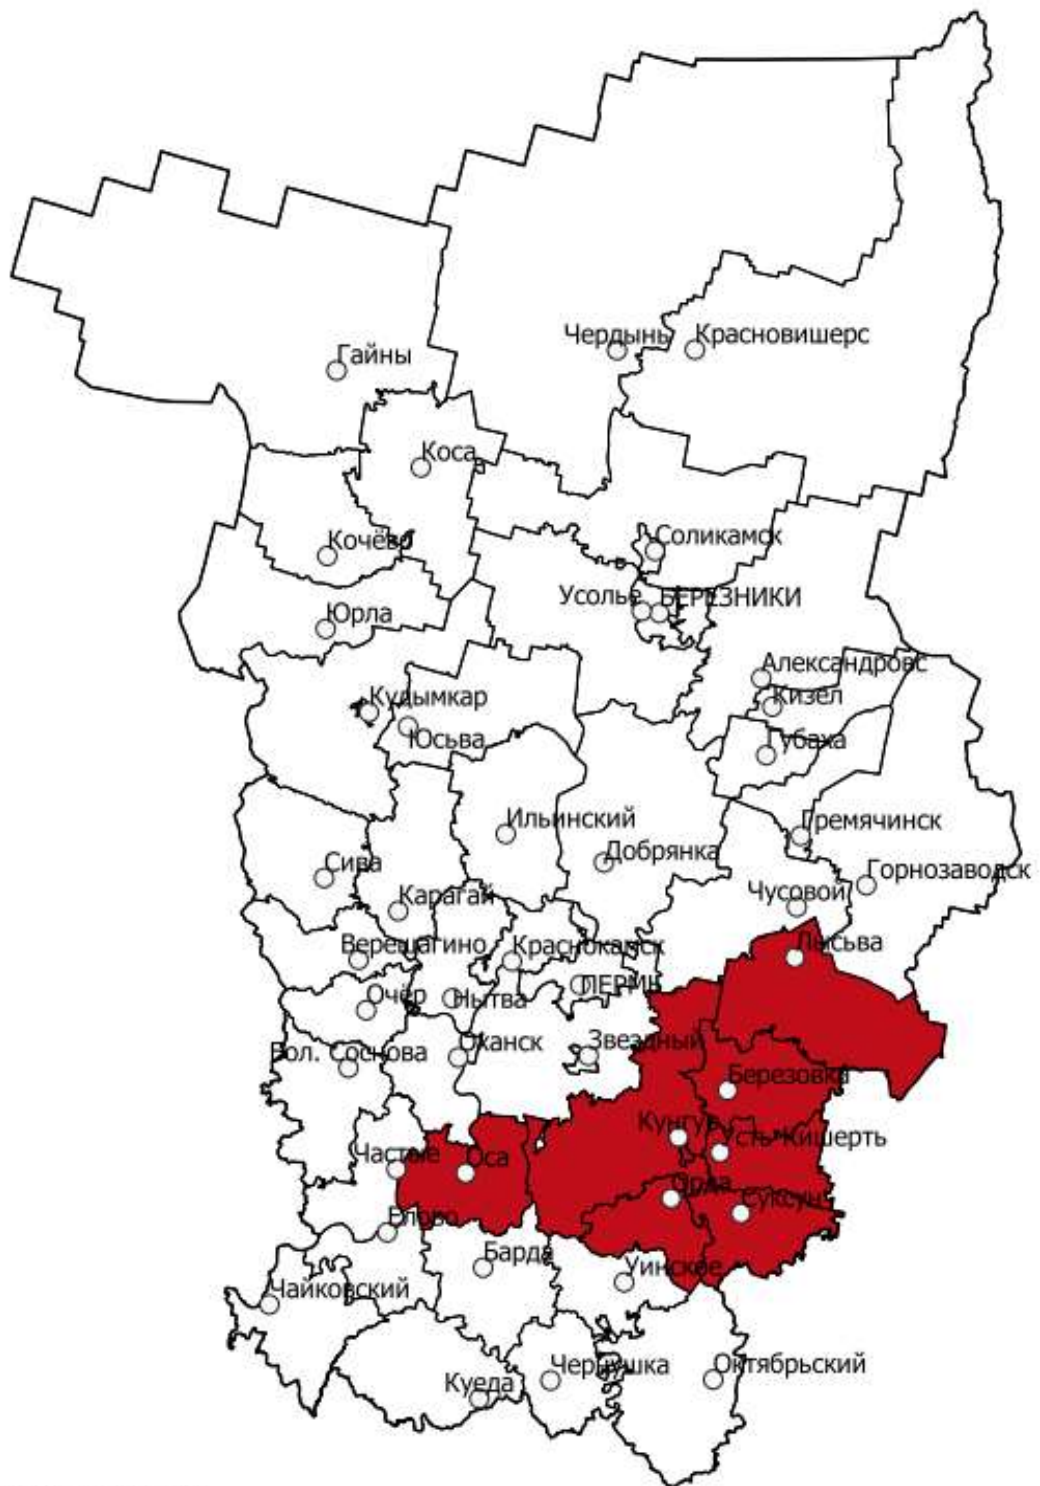 Чердынь
Красновишерс
Гайны
Коса
Соликамск
Кочёво
Усолье
БЕРЕЗНИКИ
Юрла
Александровс
Кизел
Кудымкар
Юсьва
Губаха
Ильинский
Гремячинск
Добрянка
Сива
Горнозаводск
Карагай
Чусовой
Верещагино
Краснокамск
Лысьва
ПЕРМЬ
Очёр
Нытва
Оханск
Звездный
Бол. Соснова
Березовка
Кунгур
Усть-Кишерть
Частые
Оса
Орда
Суксун
Елово
Барда
Уинское
Чайковский
Чернушка
Октябрьский
Куеда